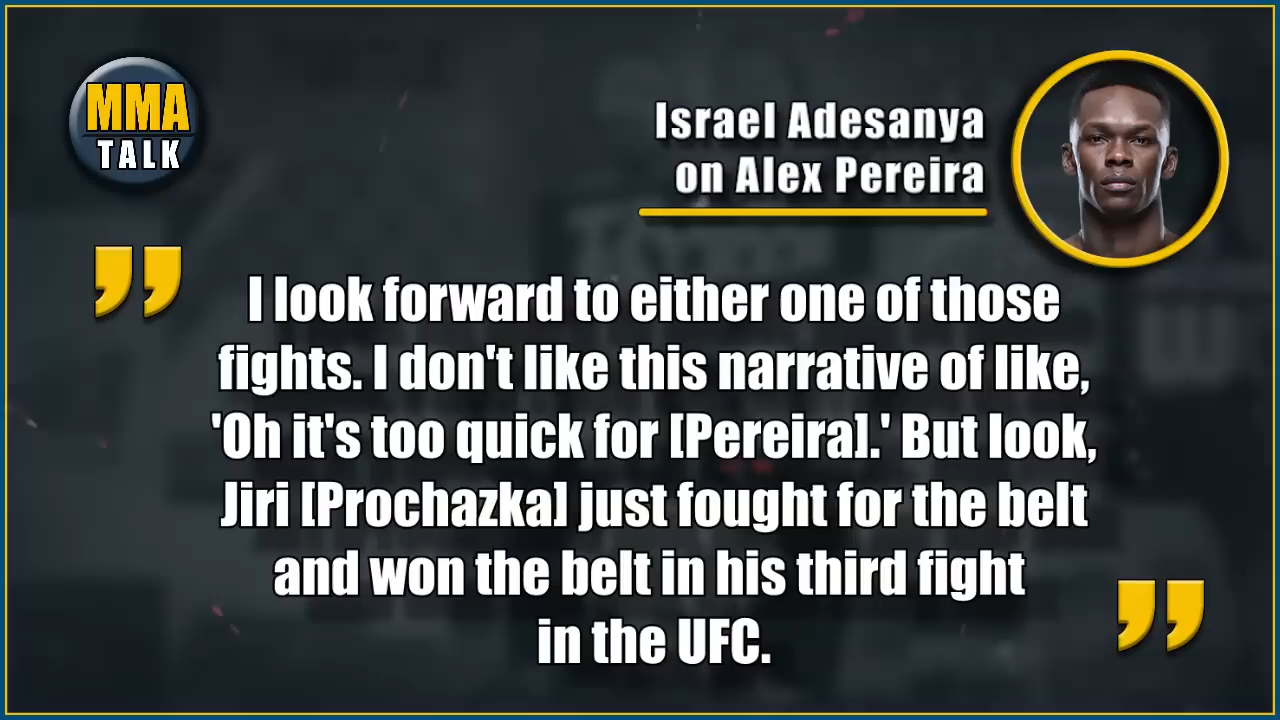 MMA
TALK
Israel Adesanya
on Alex Pereira
I look forward to either one of those
fights. I don't like this narrative of like,
'Oh it's too quick for [Pereira].' But look,
Jiri [Prochazka] just fought for the belt
and won the belt in his third fight
in the UFC.